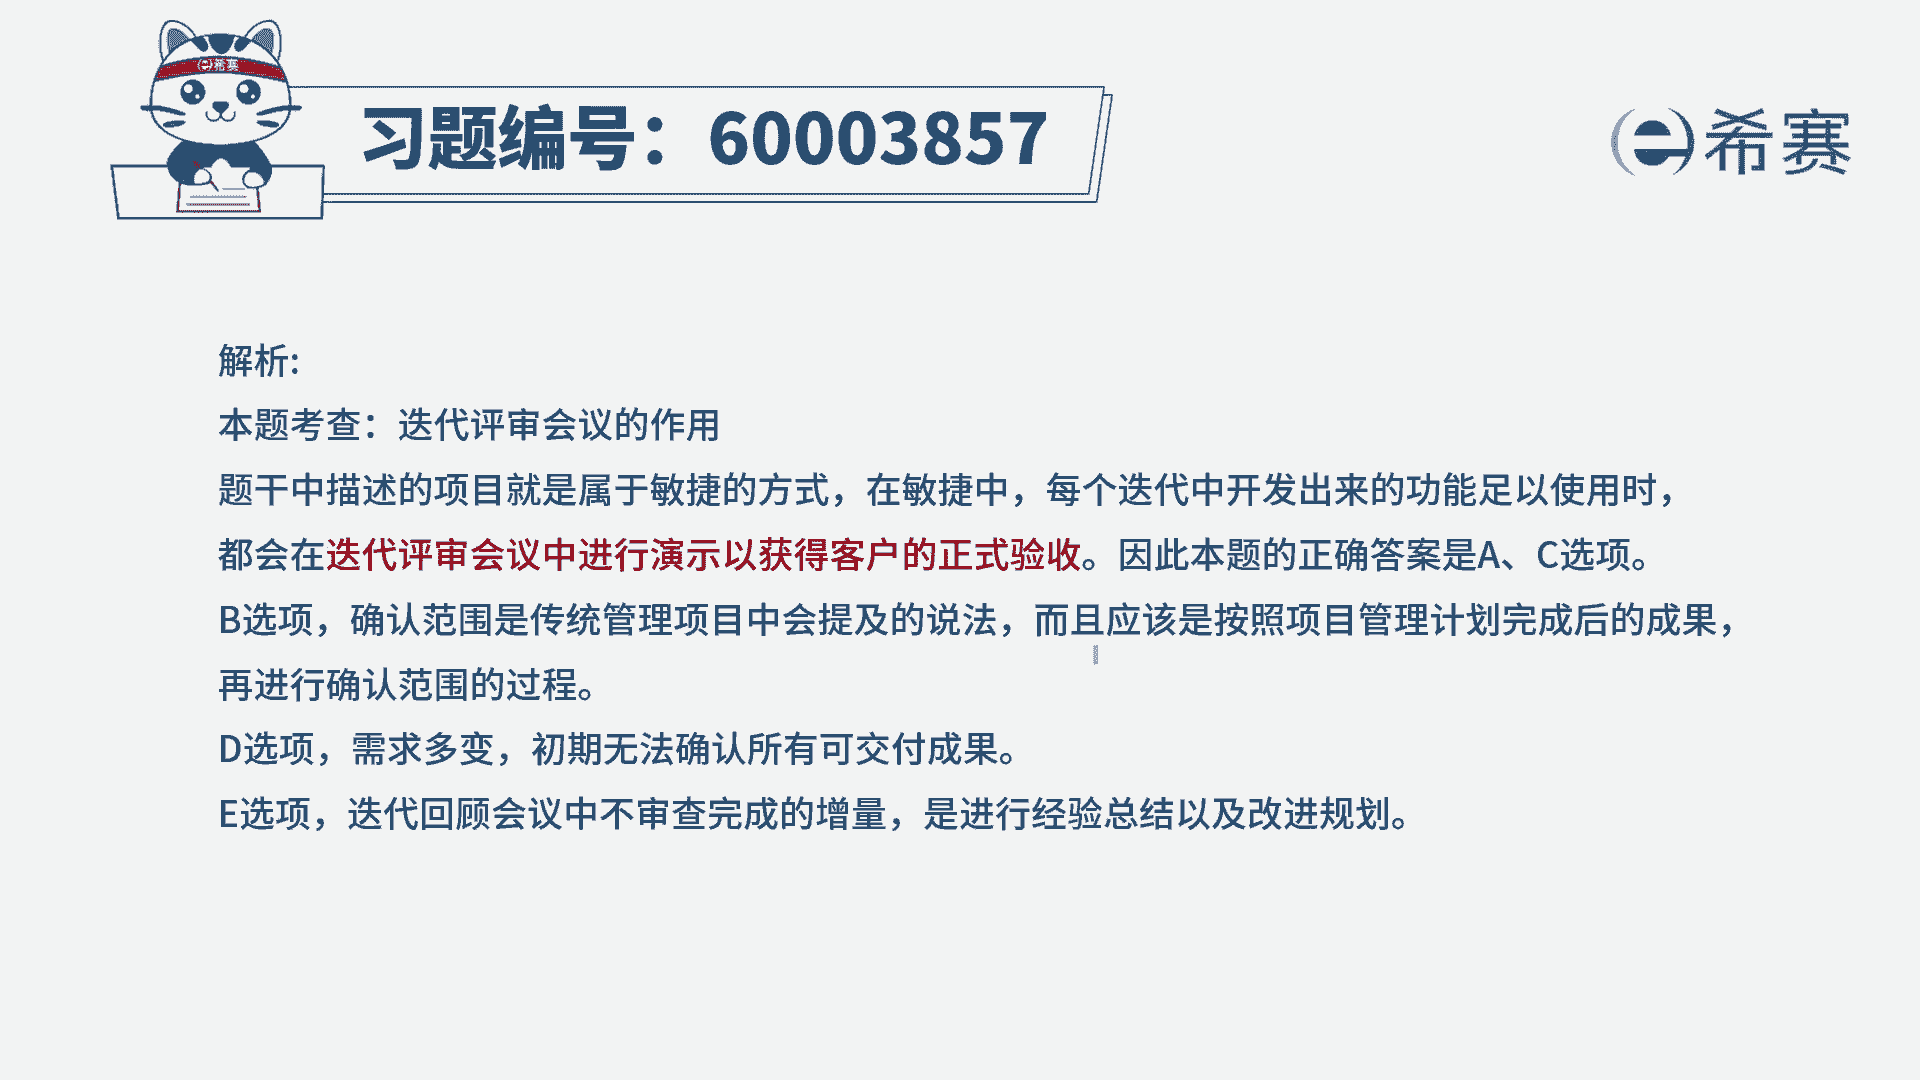 希赛
习题编号：60003857
希赛
解析:
本题考查：迭代评审会议的作用
题干中描述的项目就是属于敏捷的方式，在敏捷中，每个迭代中开发出来的功能足以使用时，
都会在迭代评审会议中进行演示以获得客户的正式验收。因此本题的正确答案是A、C选项。
B选项，确认范围是传统管理项目中会提及的说法，而且应该是按照项目管理计划完成后的成果，
再进行确认范围的过程。
D选项，需求多变，初期无法确认所有可交付成果。
E选项，迭代回顾会议中不审查完成的增量，是进行经验总结以及改进规划。